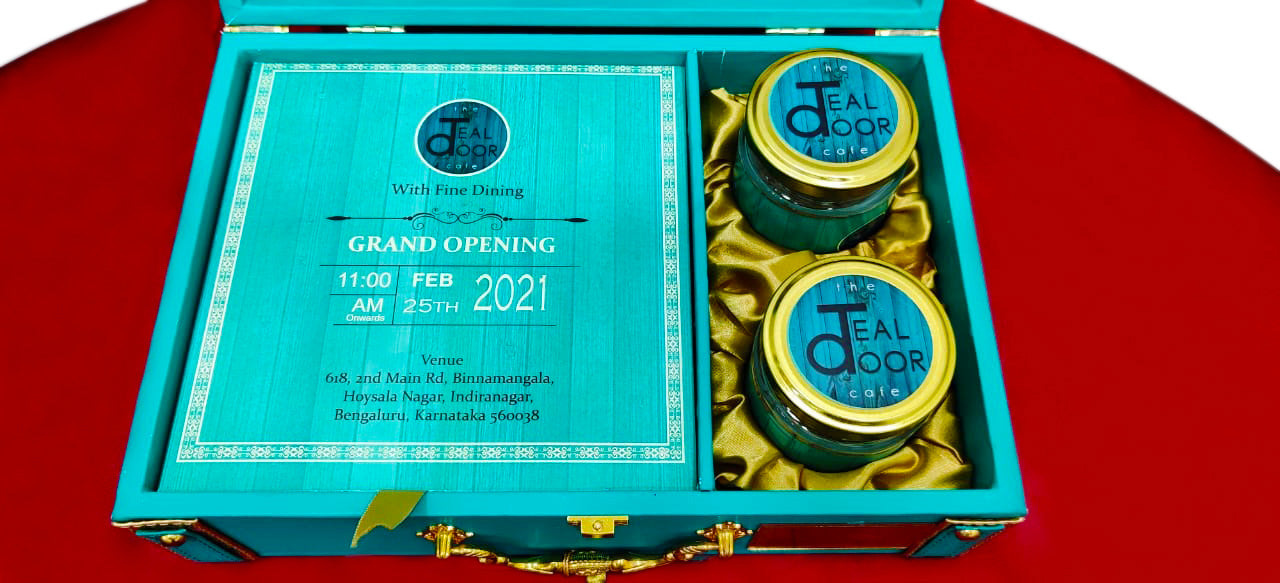 the
TEAL
dOOR
cafe
With Fine Dining
GRAND OPENING
11:00 FEB 2021
AM 25TH
Onwards
Venue
618, 2nd Main Rd, Binnamangala,
Hoysala Nagar, Indiranagar,
Bengaluru, Karnataka 560038
the
TEAL
dOOR
cafe
the
TEAL
dOOR
cafe